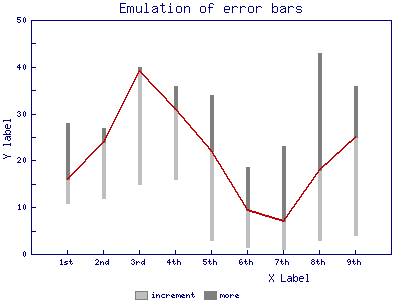 Emulation of error bars
50
40
30
20
10
0
Y label
1st 2nd 3rd 4th 5th 6th 7th 8th 9th
X Label
increment more